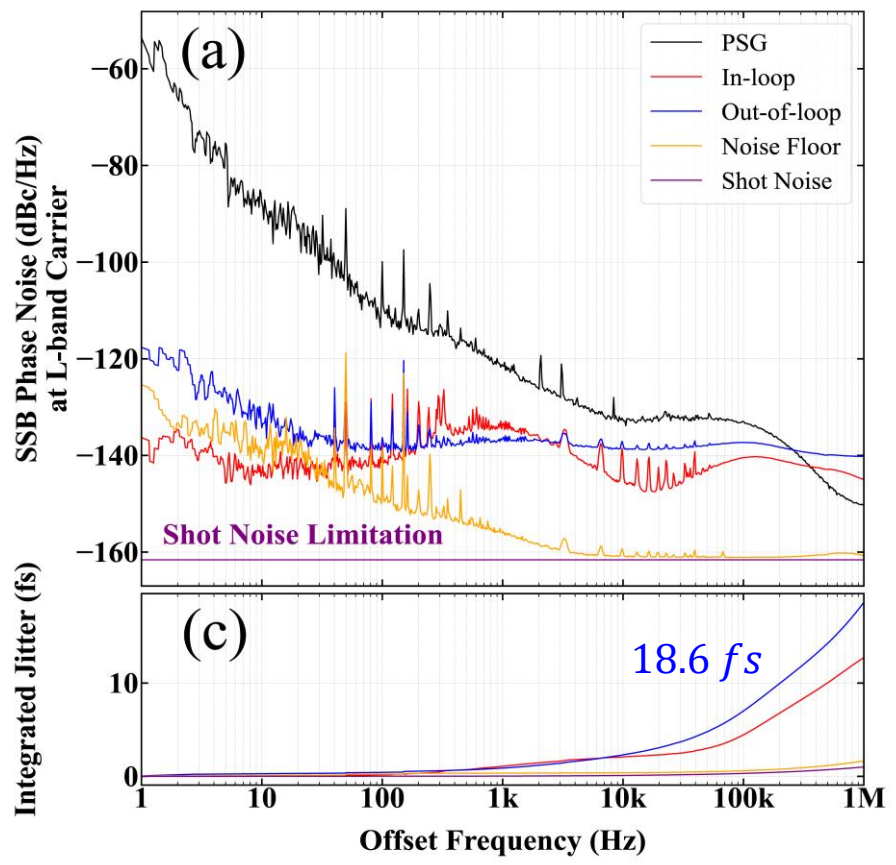 (a)
PSG
In-loop
Out-of-loop
Noise Floor
Shot Noise
−60
−80
−100
−120
−140
−160
SSB Phase Noise (dBc/Hz)
at L-band Carrier
Shot Noise Limitation
(c)
18.6 fs
10
0
Integrated Jitter (fs)
1
10
100
1k
10k
100k
1M
Offset Frequency (Hz)